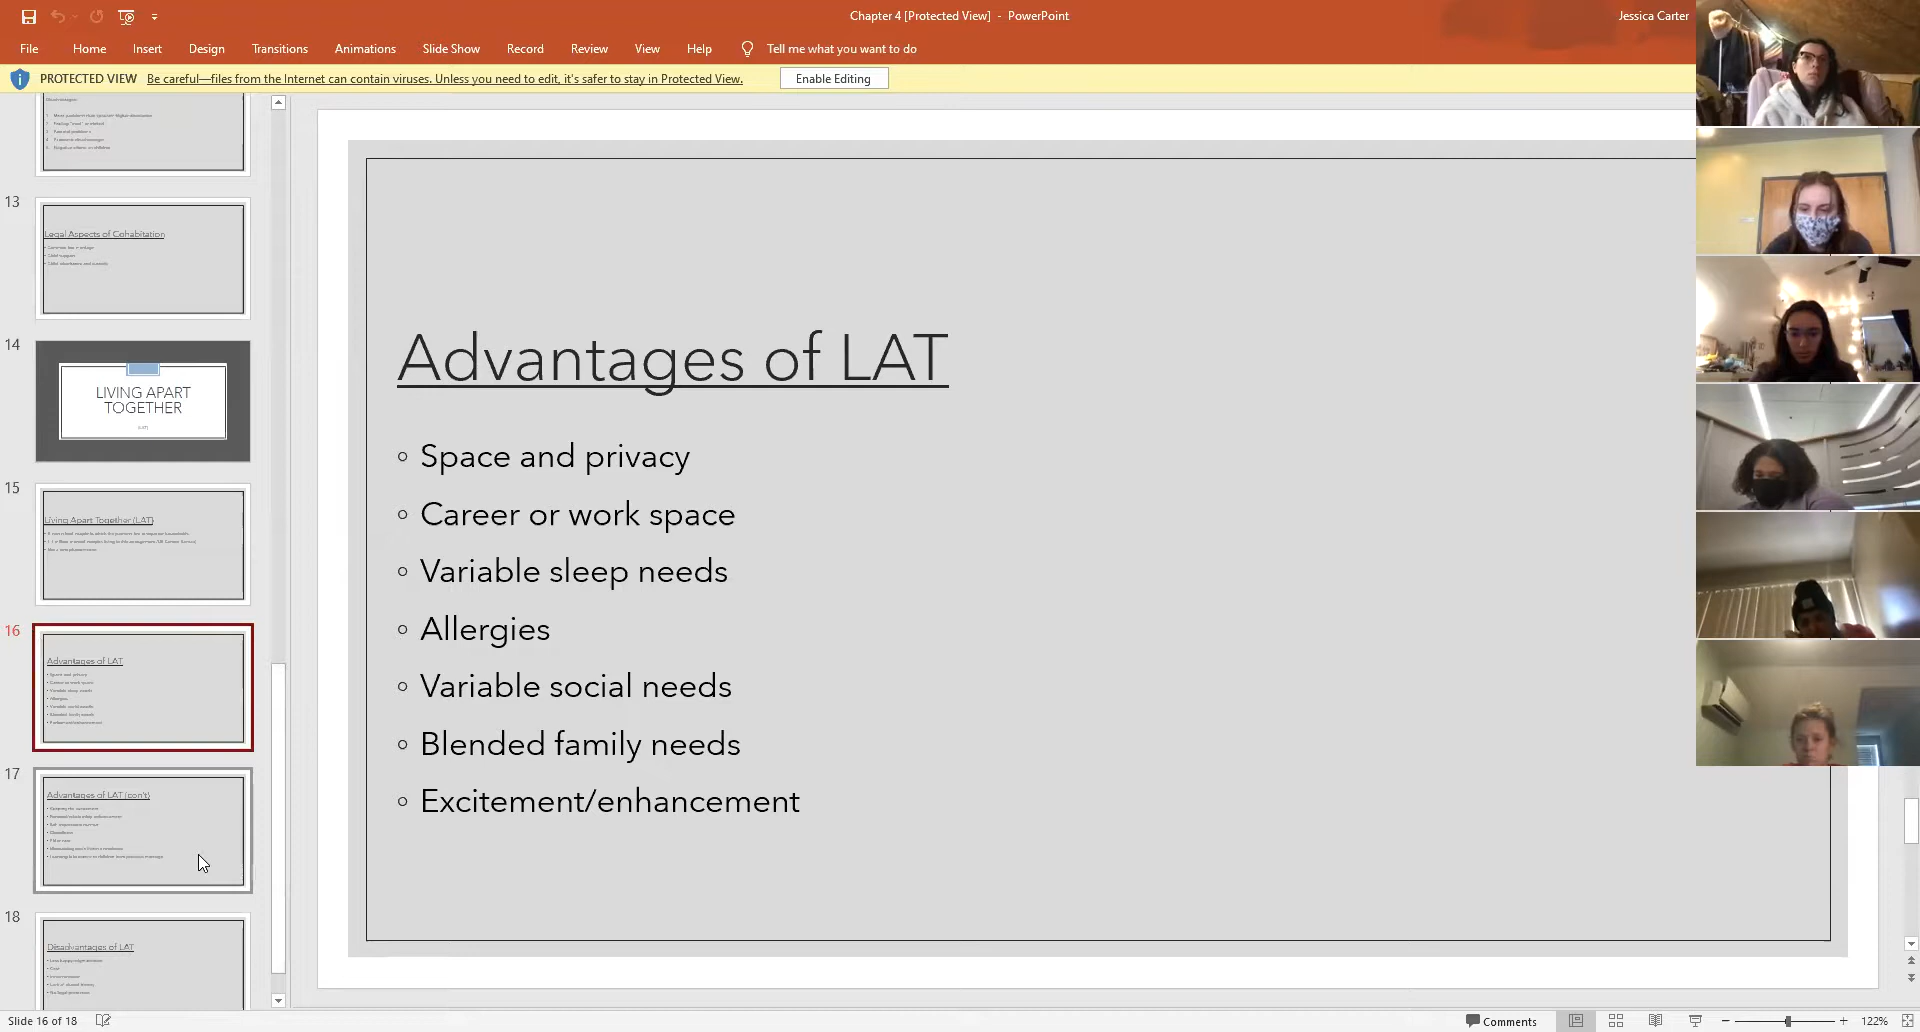 Chapter 4 [Protected View] - PowerPoint
Jessica Carter
File Home Insert Design Transitions Animations Slide Show Record Review View Help Tell me what you want to do
PROTECTED VIEW Be careful—files from the Internet can contain viruses. Unless you need to edit, it's safer to stay in Protected View. Enable Editing
13
Legal Aspects of Cohabitation
14
LIVING APART
TOGETHER
15
Living Apart Together (LAT)
16
Advantages of LAT
17
Advantages of LAT (con't)
18
Disadvantages of LAT
Advantages of LAT
Space and privacy
Career or work space
Variable sleep needs
Allergies
Variable social needs
Blended family needs
Excitement/enhancement
Slide 16 of 18
Comments
122%